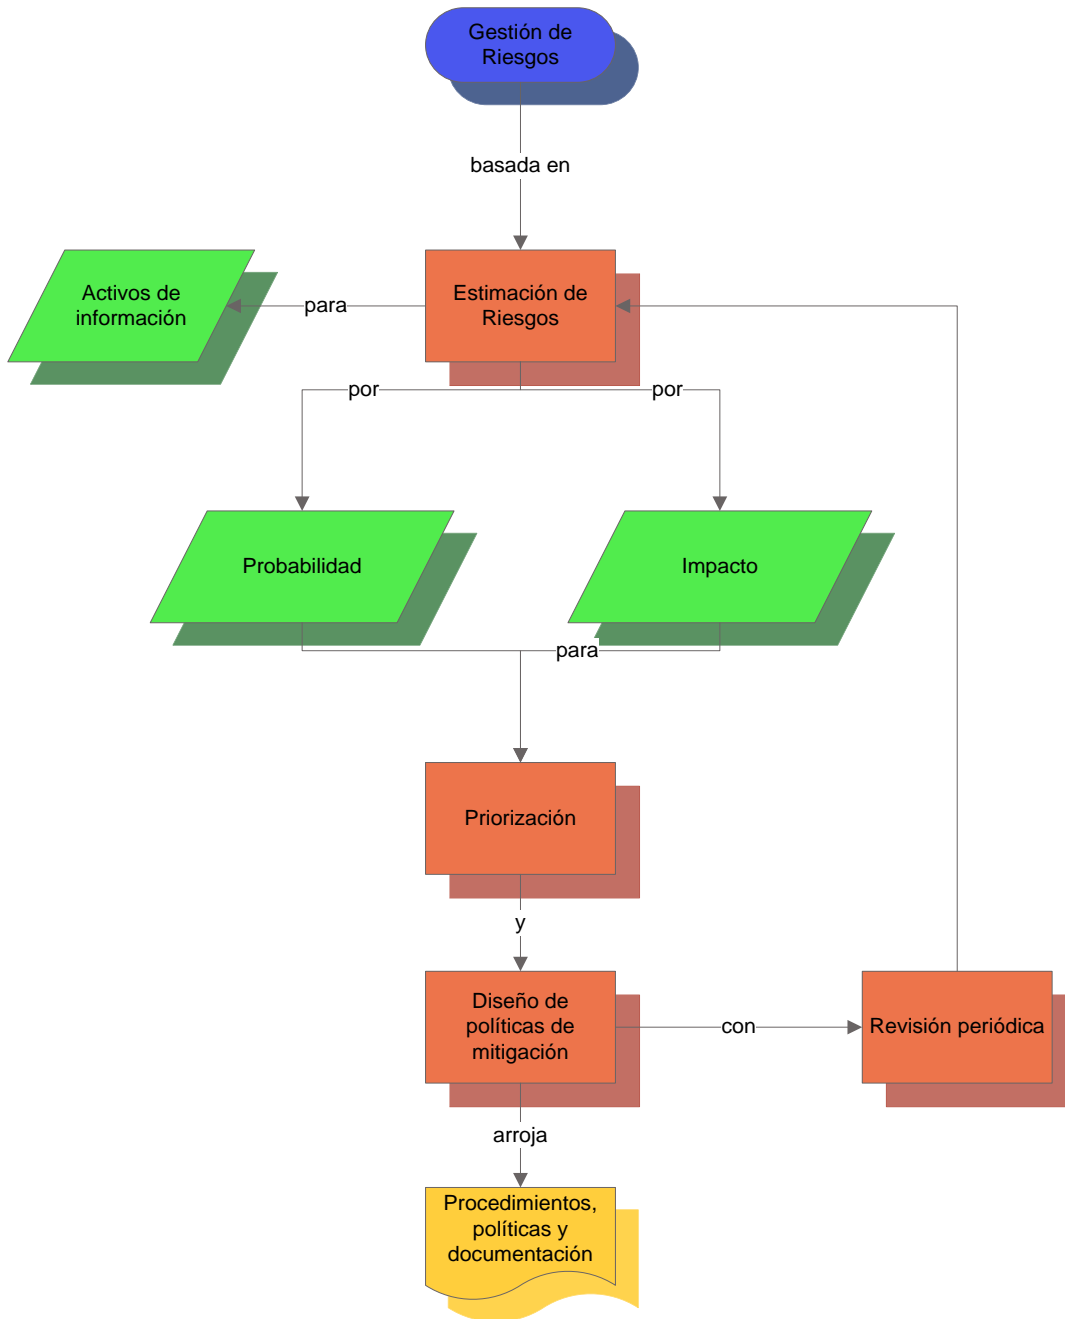 Gestión de
Riesgos
basada en
Activos de
información
para
Estimación de
Riesgos
por
por
Probabilidad
Impacto
para
Priorización
y
Diseño de
políticas de
mitigación
con
Revisión periódica
arroja
Procedimientos,
políticas y
documentación